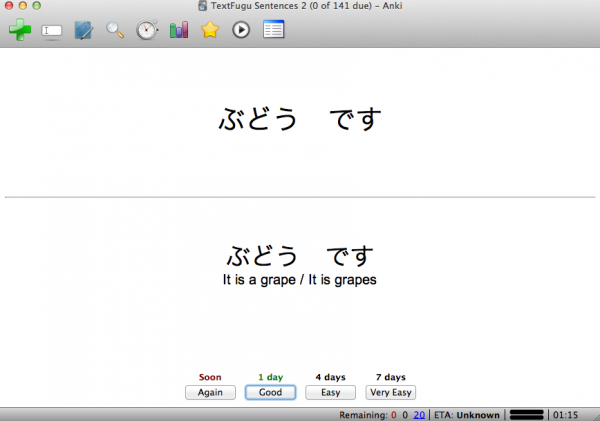 TextFugu Sentences 2 (0 of 141 due) - Anki
ぶどう　です
ぶどう　です
It is a grape / It is grapes
Soon 1 day 4 days 7 days
Again Good Easy Very Easy
Remaining: 0 0 20 ETA: Unknown 01:15